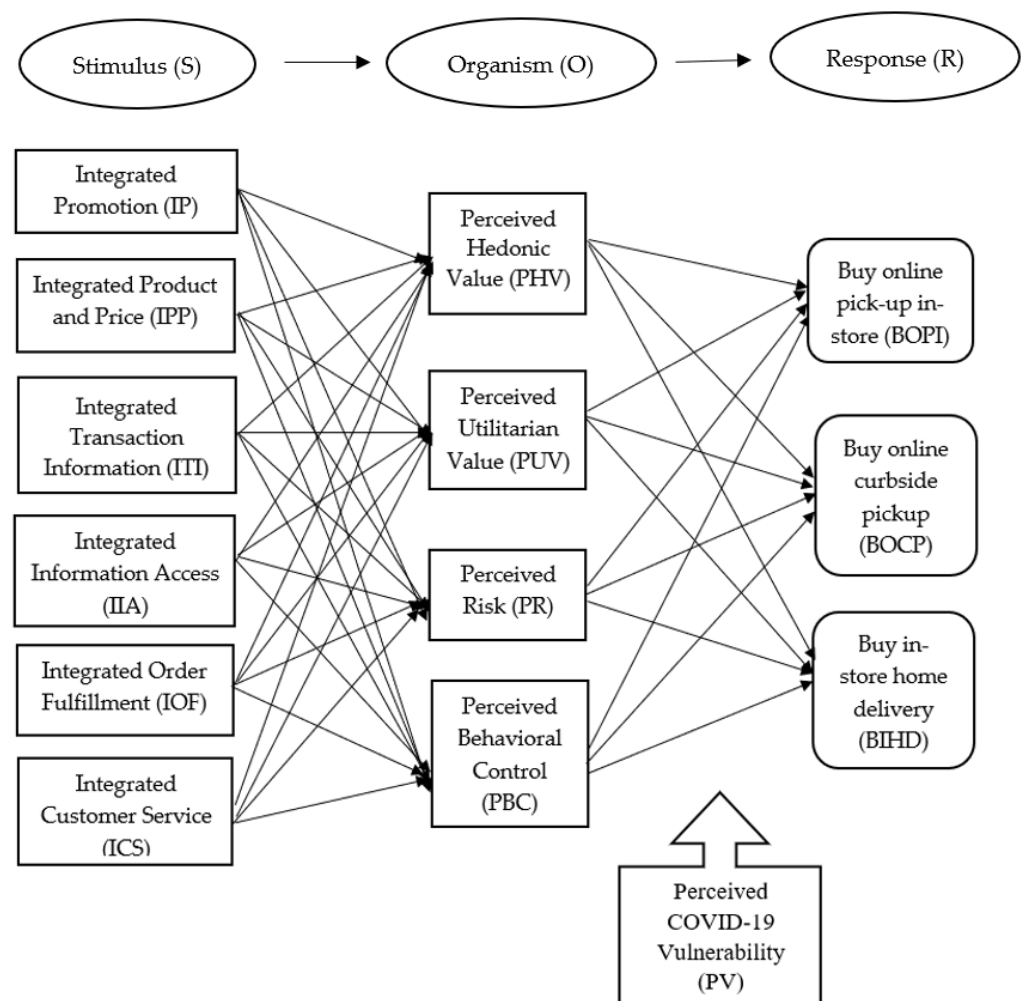 Stimulus (S)
Organism (O)
Response (R)
Integrated
Promotion (IP)
Integrated Product
and Price (IPP)
Integrated
Transaction
Information (ITI)
Integrated
Information Access
(IIA)
Integrated Order
Fulfillment (IOF)
Integrated
Customer Service
(ICS)
Perceived
Hedonic
Value (PHV)
Perceived
Utilitarian
Value (PUV)
Perceived
Risk (PR)
Perceived
Behavioral
Control
(PBC)
Buy online
pick-up in-
store (BOPI)
Buy online
curbside
pickup
(BOCP)
Buy in-
store home
delivery
(BIHD)
Perceived
COVID-19
Vulnerability
(PV)